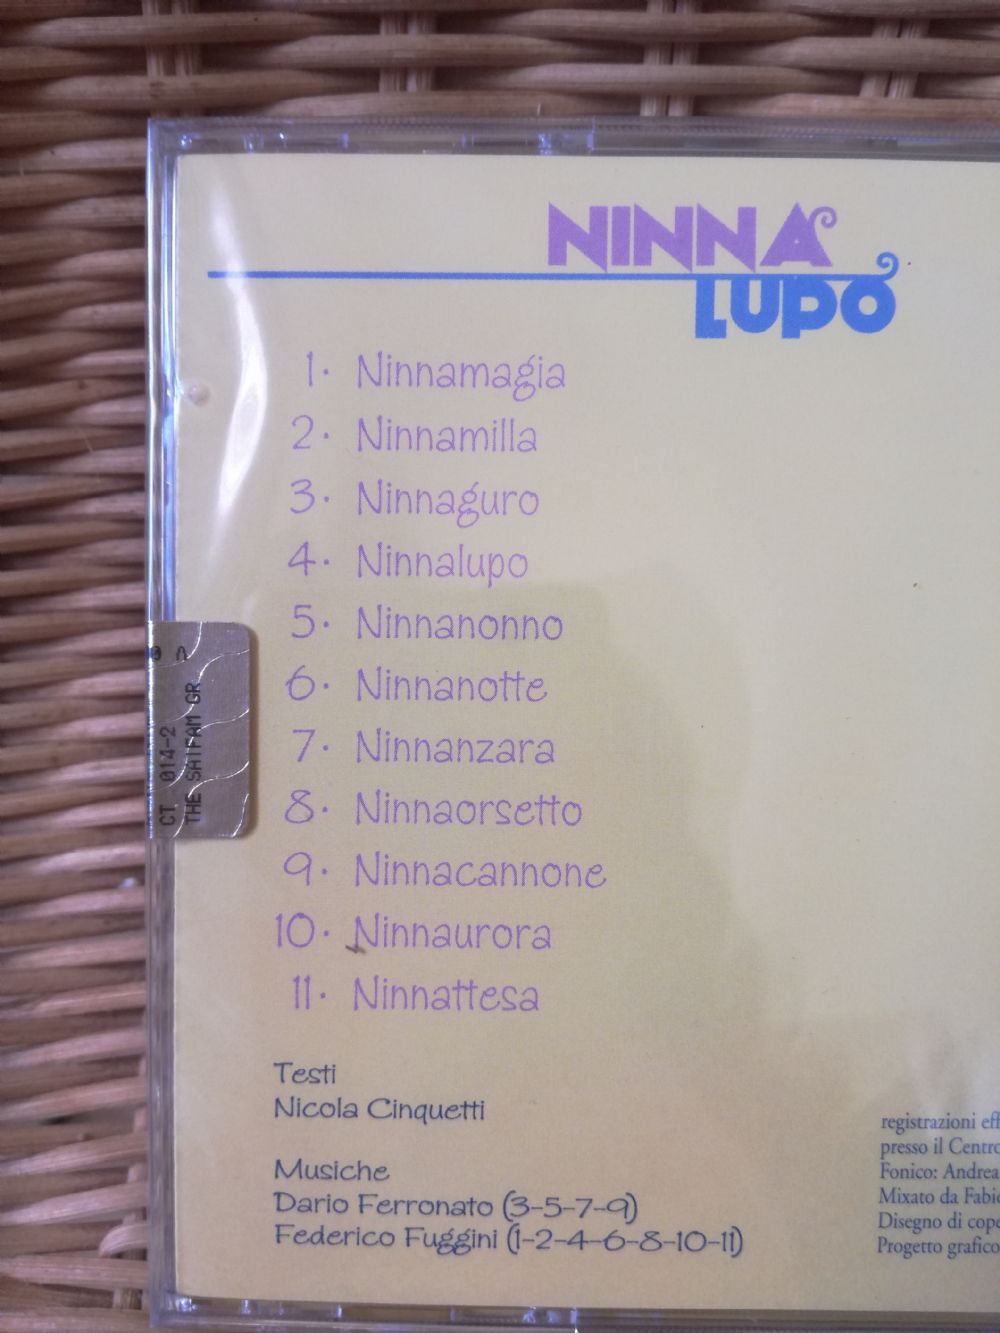 NINNA
LUPO
1. Ninnamagia
2. Ninnamilla
3. Ninnaguro
4. Ninnalupo
5. Ninnanonno
6. Ninnanotte
7. Ninnanzara
8. Ninnaorsetto
9. Ninnacannone
10. Ninnaurora
11. Ninnattesa
CT 014-2
THE SAIFAM GR
Testi
Nicola Cinquetti
Musiche
Dario Ferronato (3-5-7-9)
Federico Fuggini (1-2-4-6-8-10-11)
registrazioni eff
presso il Centro
Fonico: Andrea
Mixato da Fabio
Disegno di cope
Progetto grafico